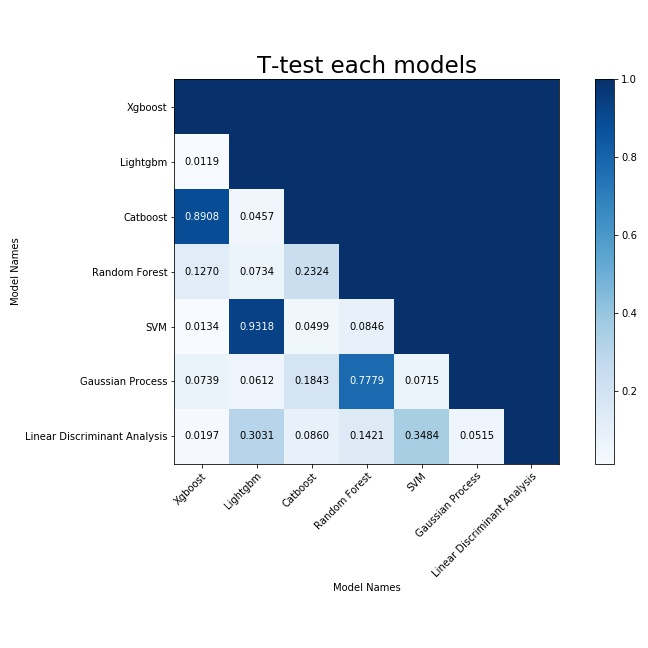 T-test each models
Xgboost
Lightgbm 0.0119
Catboost 0.8908 0.0457
Random Forest 0.1270 0.0734 0.2324
SVM 0.0134 0.9318 0.0499 0.0846
Gaussian Process 0.0739 0.0612 0.1843 0.7779 0.0715
Linear Discriminant Analysis 0.0197 0.3031 0.0860 0.1421 0.3484 0.0515
Model Names
Xgboost
Lightgbm
Catboost
Random Forest
SVM
Gaussian Process
Linear Discriminant Analysis
Model Names
1.0
0.8
0.6
0.4
0.2